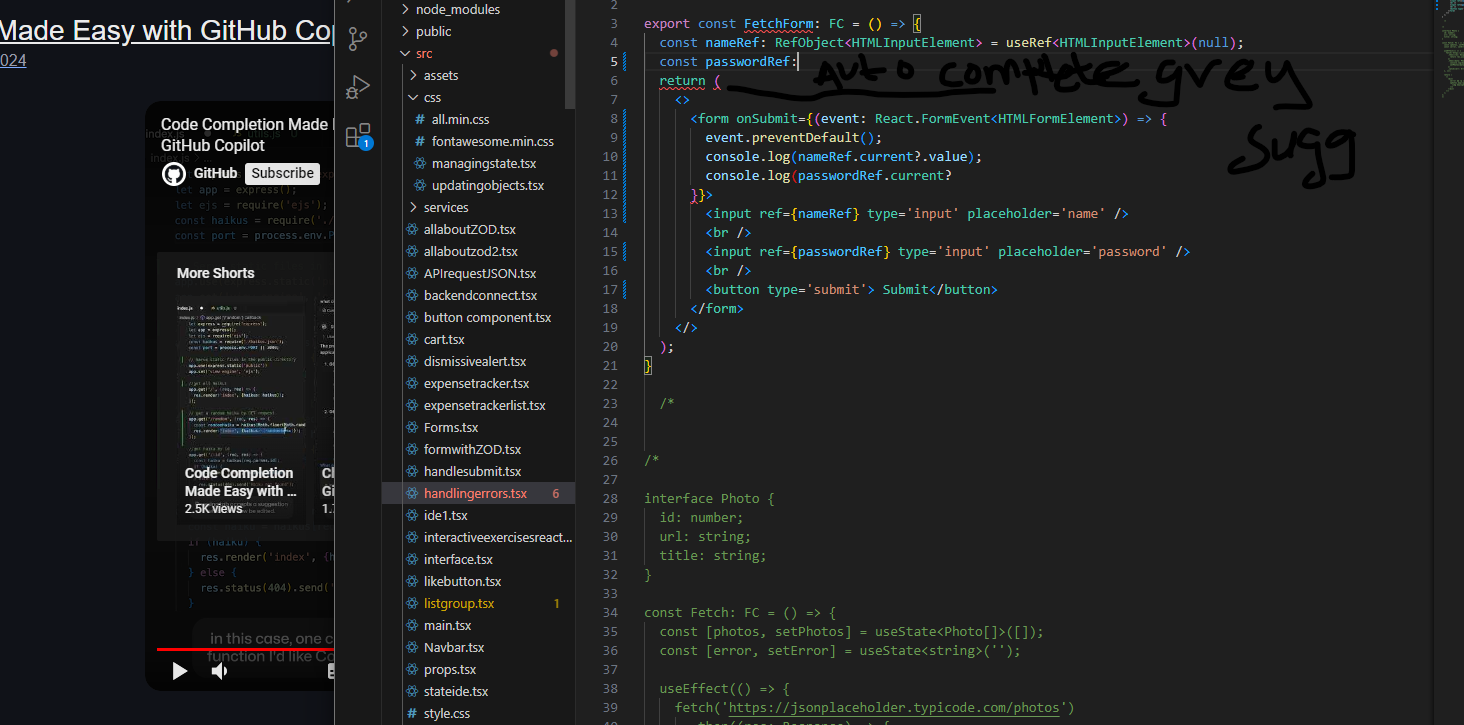 Made Easy with GitHub Cop
024
Code Completion Made
GitHub Copilot
GitHub Subscribe
let app = express();
let ejs = require('ejs');
const haikus = require('./
const port = process.env.P
More Shorts
Code Completion
Made Easy with ...
2.5K views
if (haiku) {
res.render('index', {h
} else {
res.status(404).send('
}
in this case, one c
function I'd like Co
node_modules
public
src
assets
css
# all.min.css
# fontawesome.min.css
managingstate.tsx
updatingobjects.tsx
services
allaboutZOD.tsx
allaboutzod2.tsx
APIrequestJSON.tsx
backendconnect.tsx
button component.tsx
cart.tsx
dismissivealert.tsx
expensetracker.tsx
expensetrackerlist.tsx
Forms.tsx
formwithZOD.tsx
handlesubmit.tsx
handlingerrors.tsx 6
ide1.tsx
interactiveexercisesreact...
interface.tsx
likebutton.tsx
listgroup.tsx 1
main.tsx
Navbar.tsx
props.tsx
stateide.tsx
# style.css
1
2
3 export const FetchForm: FC = () => {
4 const nameRef: RefObject<HTMLInputElement> = useRef<HTMLInputElement>(null);
5 const passwordRef:
6 return (
7 <>
8 <form onSubmit={(event: React.FormEvent<HTMLFormElement>) => {
9 event.preventDefault();
10 console.log(nameRef.current?.value);
11 console.log(passwordRef.current?
12 }}>
13 <input ref={nameRef} type='input' placeholder='name' />
14 <br />
15 <input ref={passwordRef} type='input' placeholder='password' />
16 <br />
17 <button type='submit'> Submit</button>
18 </form>
19 </>
20 );
21 }
22
23 /*
24
25
26 /*
27
28 interface Photo {
29 id: number;
30 url: string;
31 title: string;
32 }
33
34 const Fetch: FC = () => {
35 const [photos, setPhotos] = useState<Photo[]>([]);
36 const [error, setError] = useState<string>('');
37
38 useEffect(() => {
39 fetch('https://jsonplaceholder.typicode.com/photos')
40
Auto complete grey
sugg